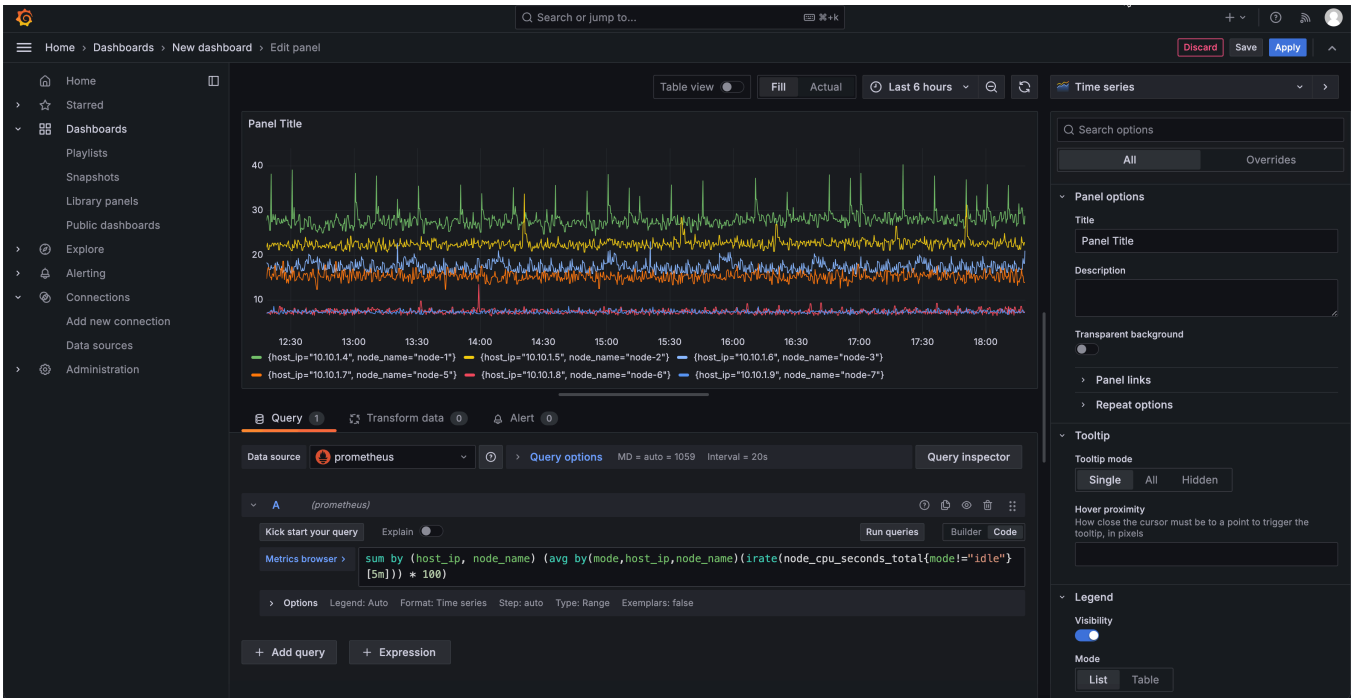 Search or jump to... ⌘+k
Home › Dashboards › New dashboard › Edit panel
Discard Save Apply
Home
Starred
Dashboards
Playlists
Snapshots
Library panels
Public dashboards
Explore
Alerting
Connections
Add new connection
Data sources
Administration
Table view Fill Actual Last 6 hours
Panel Title
40
30
20
10
12:30 13:00 13:30 14:00 14:30 15:00 15:30 16:00 16:30 17:00 17:30 18:00
{host_ip="10.10.1.4", node_name="node-1"} {host_ip="10.10.1.5", node_name="node-2"} {host_ip="10.10.1.6", node_name="node-3"}
{host_ip="10.10.1.7", node_name="node-5"} {host_ip="10.10.1.8", node_name="node-6"} {host_ip="10.10.1.9", node_name="node-7"}
Query 1 Transform data 0 Alert 0
Data source prometheus Query options MD = auto = 1059 Interval = 20s Query inspector
A (prometheus)
Kick start your query Explain Run queries Builder Code
Metrics browser > sum by (host_ip, node_name) (avg by(mode,host_ip,node_name)(irate(node_cpu_seconds_total{mode!="idle"}
[5m])) * 100)
Options Legend: Auto Format: Time series Step: auto Type: Range Exemplars: false
+ Add query + Expression
Time series
Search options
All Overrides
Panel options
Title
Panel Title
Description
Transparent background
Panel links
Repeat options
Tooltip
Tooltip mode
Single All Hidden
Hover proximity
How close the cursor must be to a point to trigger the
tooltip, in pixels
Legend
Visibility
Mode
List Table